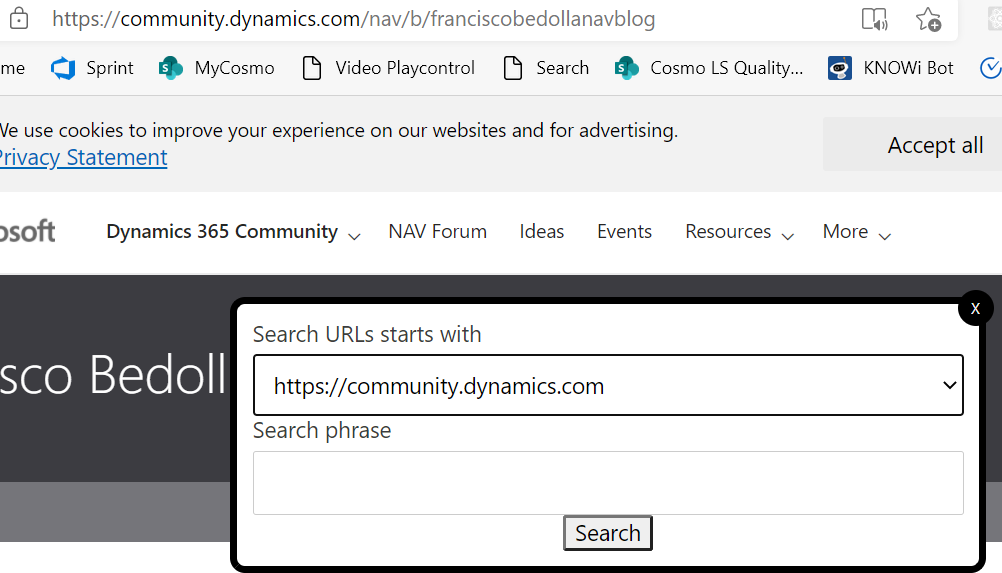 https://community.dynamics.com/nav/b/franciscobedollanavblog
me Sprint MyCosmo Video Playcontrol Search Cosmo LS Quality... KNOWi Bot
We use cookies to improve your experience on our websites and for advertising.
Privacy Statement
Accept all
osoft Dynamics 365 Community NAV Forum Ideas Events Resources More
sco Bedoll
X
Search URLs starts with
https://community.dynamics.com
Search phrase
Search